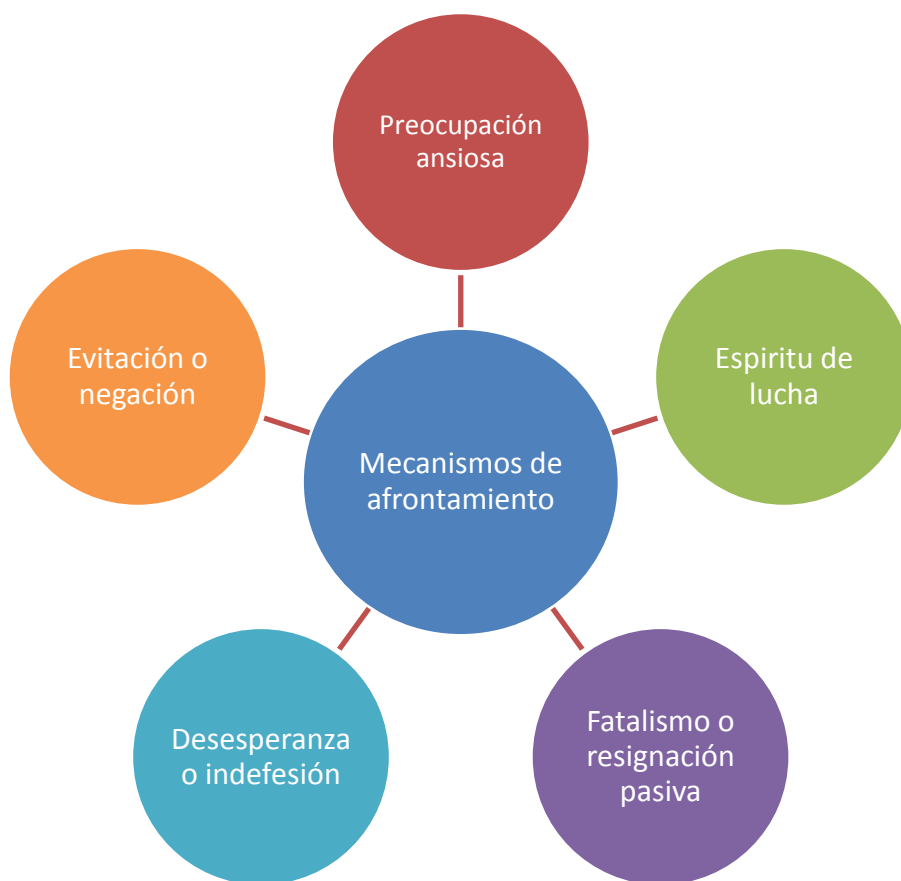 Preocupación
ansiosa
Evitación o
negación
Espiritu de
lucha
Mecanismos de
afrontamiento
Desesperanza
o indefesión
Fatalismo o
resignación
pasiva